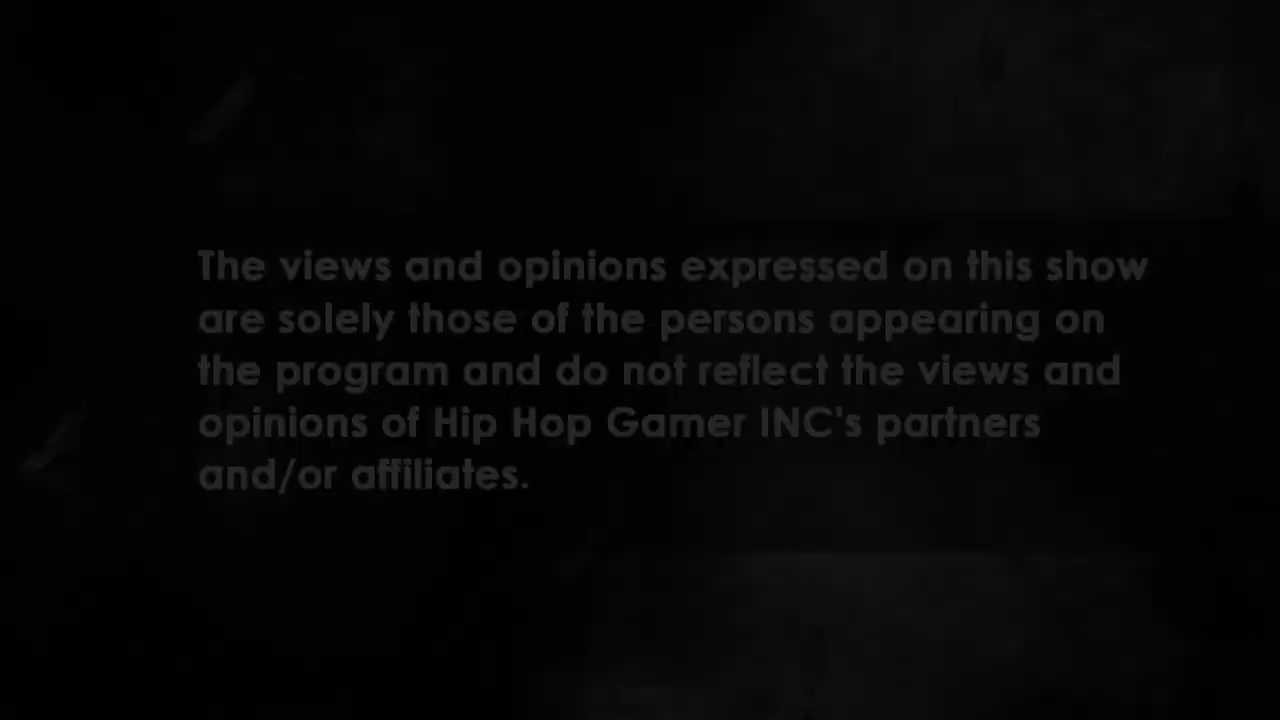 The views and opinions expressed on this show
are solely those of the persons appearing on
the program and do not reflect the views and
opinions of Hip Hop Gamer INC's partners
and/or affiliates.